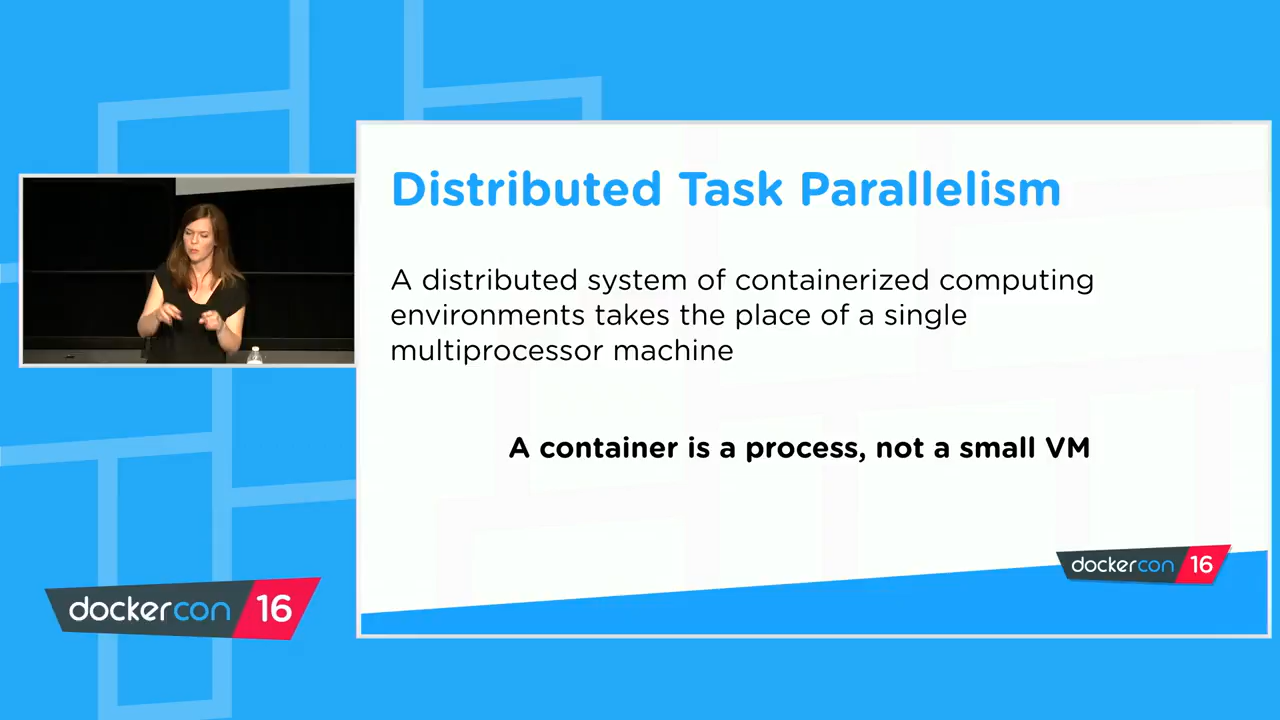 Distributed Task Parallelism
A distributed system of containerized computing
environments takes the place of a single
multiprocessor machine
A container is a process, not a small VM
dockercon 16
dockercon 16